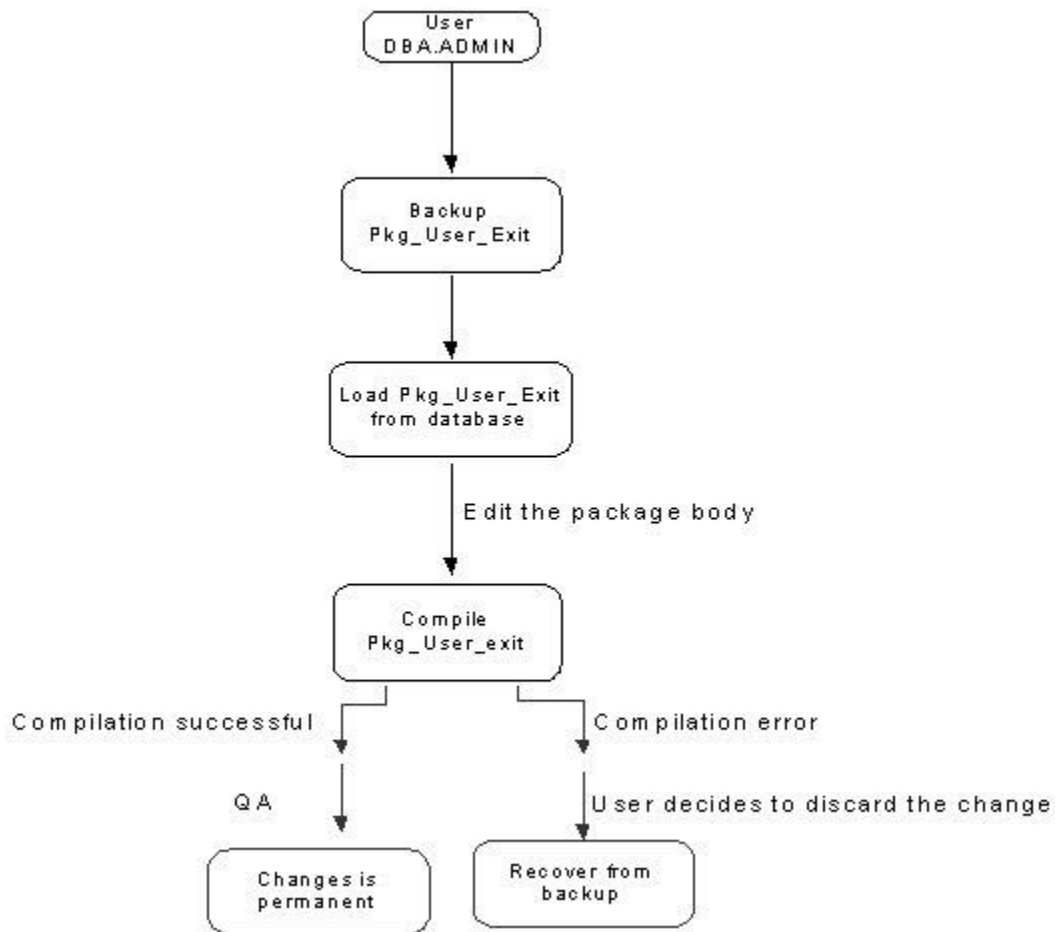 User
DBA.ADMIN
Backup
Pkg_User_Exit
Load Pkg_User_Exit
from database
Edit the package body
Compile
Pkg_User_exit
Compilation successful
Compilation error
QA
User decides to discard the change
Changes is
permanent
Recover from
backup